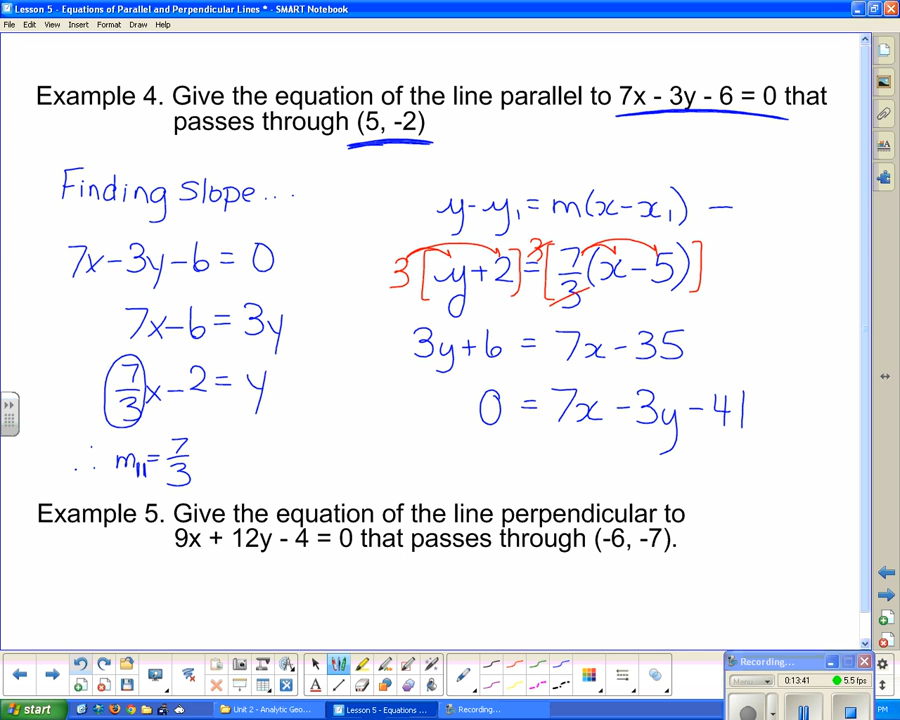 Lesson 5 - Equations of Parallel and Perpendicular Lines * - SMART Notebook
File Edit View Insert Format Draw Help
Example 4. Give the equation of the line parallel to 7x - 3y - 6 = 0 that
passes through (5, -2)
Finding Slope...
7x-3y-6 = 0
7x-6 = 3y
7/3 x - 2 = y
∴ m∥ = 7/3
y-y₁ = m(x-x₁) -
3[y+2] = 3[7/3(x-5)]
3y+6 = 7x-35
0 = 7x-3y-41
Example 5. Give the equation of the line perpendicular to
9x + 12y - 4 = 0 that passes through (-6, -7).
Recording...
Menu
0:13:41 5.5 fps
start Unit 2 - Analytic Geo... Lesson 5 - Equations ... Recording... PM